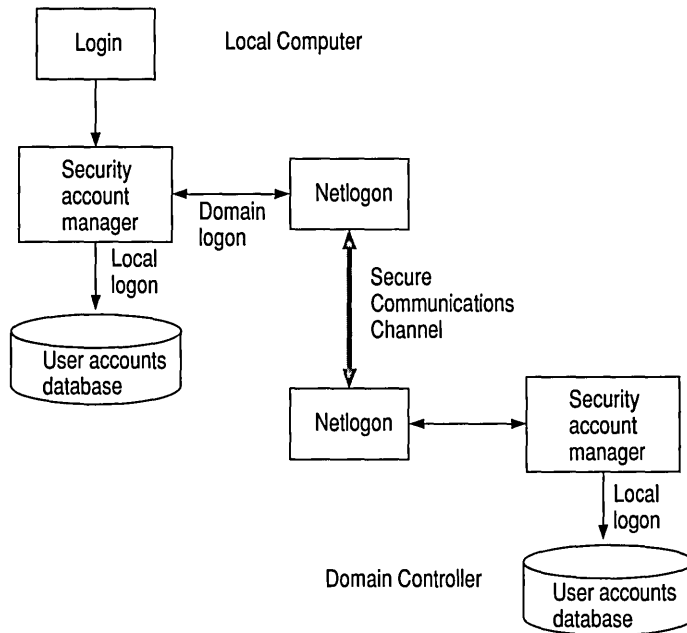 Login
Local Computer
Security
account
manager
Netlogon
Domain
logon
Local
logon
Secure
Communications
Channel
User accounts
database
Netlogon
Security
account
manager
Local
logon
Domain Controller
User accounts
database